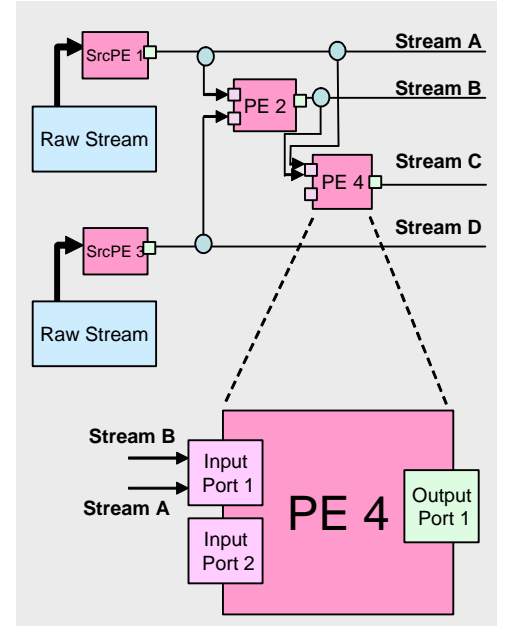 Stream A
SrcPE 1
Stream B
PE 2
Raw Stream
Stream C
PE 4
Stream D
SrcPE 3
Raw Stream
Stream B
Input
Port 1
Stream A
PE 4
Output
Port 1
Input
Port 2